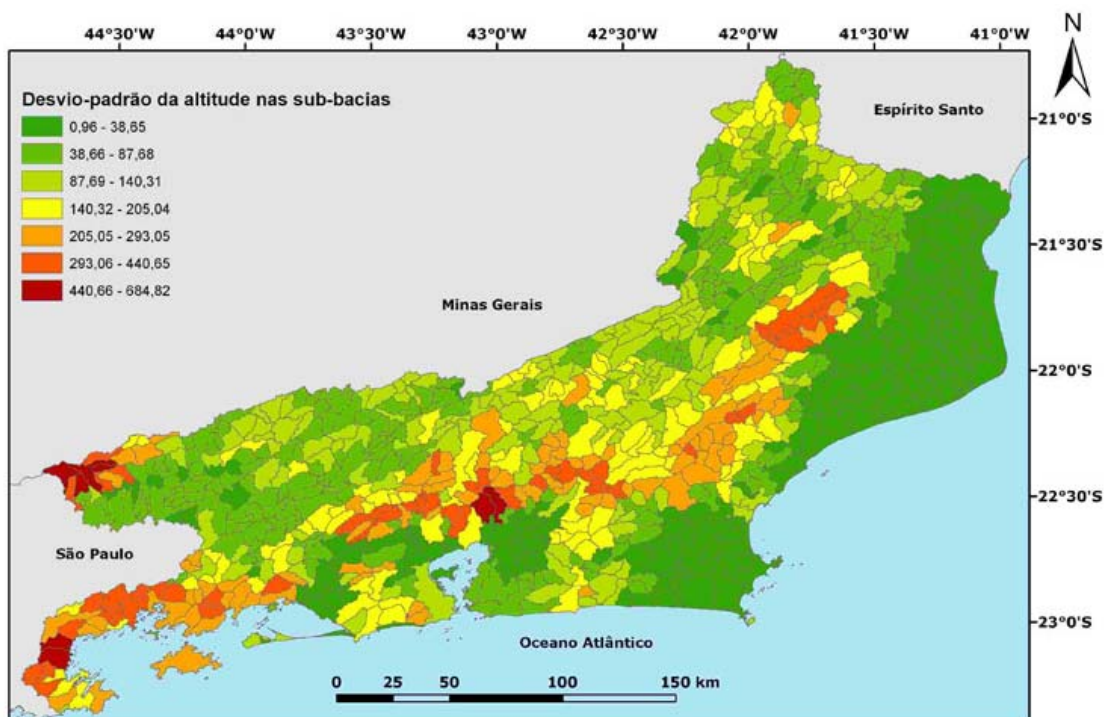 44°30'W 44°0'W 43°30'W 43°0'W 42°30'W 42°0'W 41°30'W 41°0'W
N
Desvio-padrão da altitude nas sub-bacias
0,96 - 38,65
38,66 - 87,68
87,69 - 140,31
140,32 - 205,04
205,05 - 293,05
293,06 - 440,65
440,66 - 684,82
Espírito Santo
21°0'S
21°30'S
Minas Gerais
22°0'S
22°30'S
São Paulo
23°0'S
Oceano Atlântico
0 25 50 100 150 km